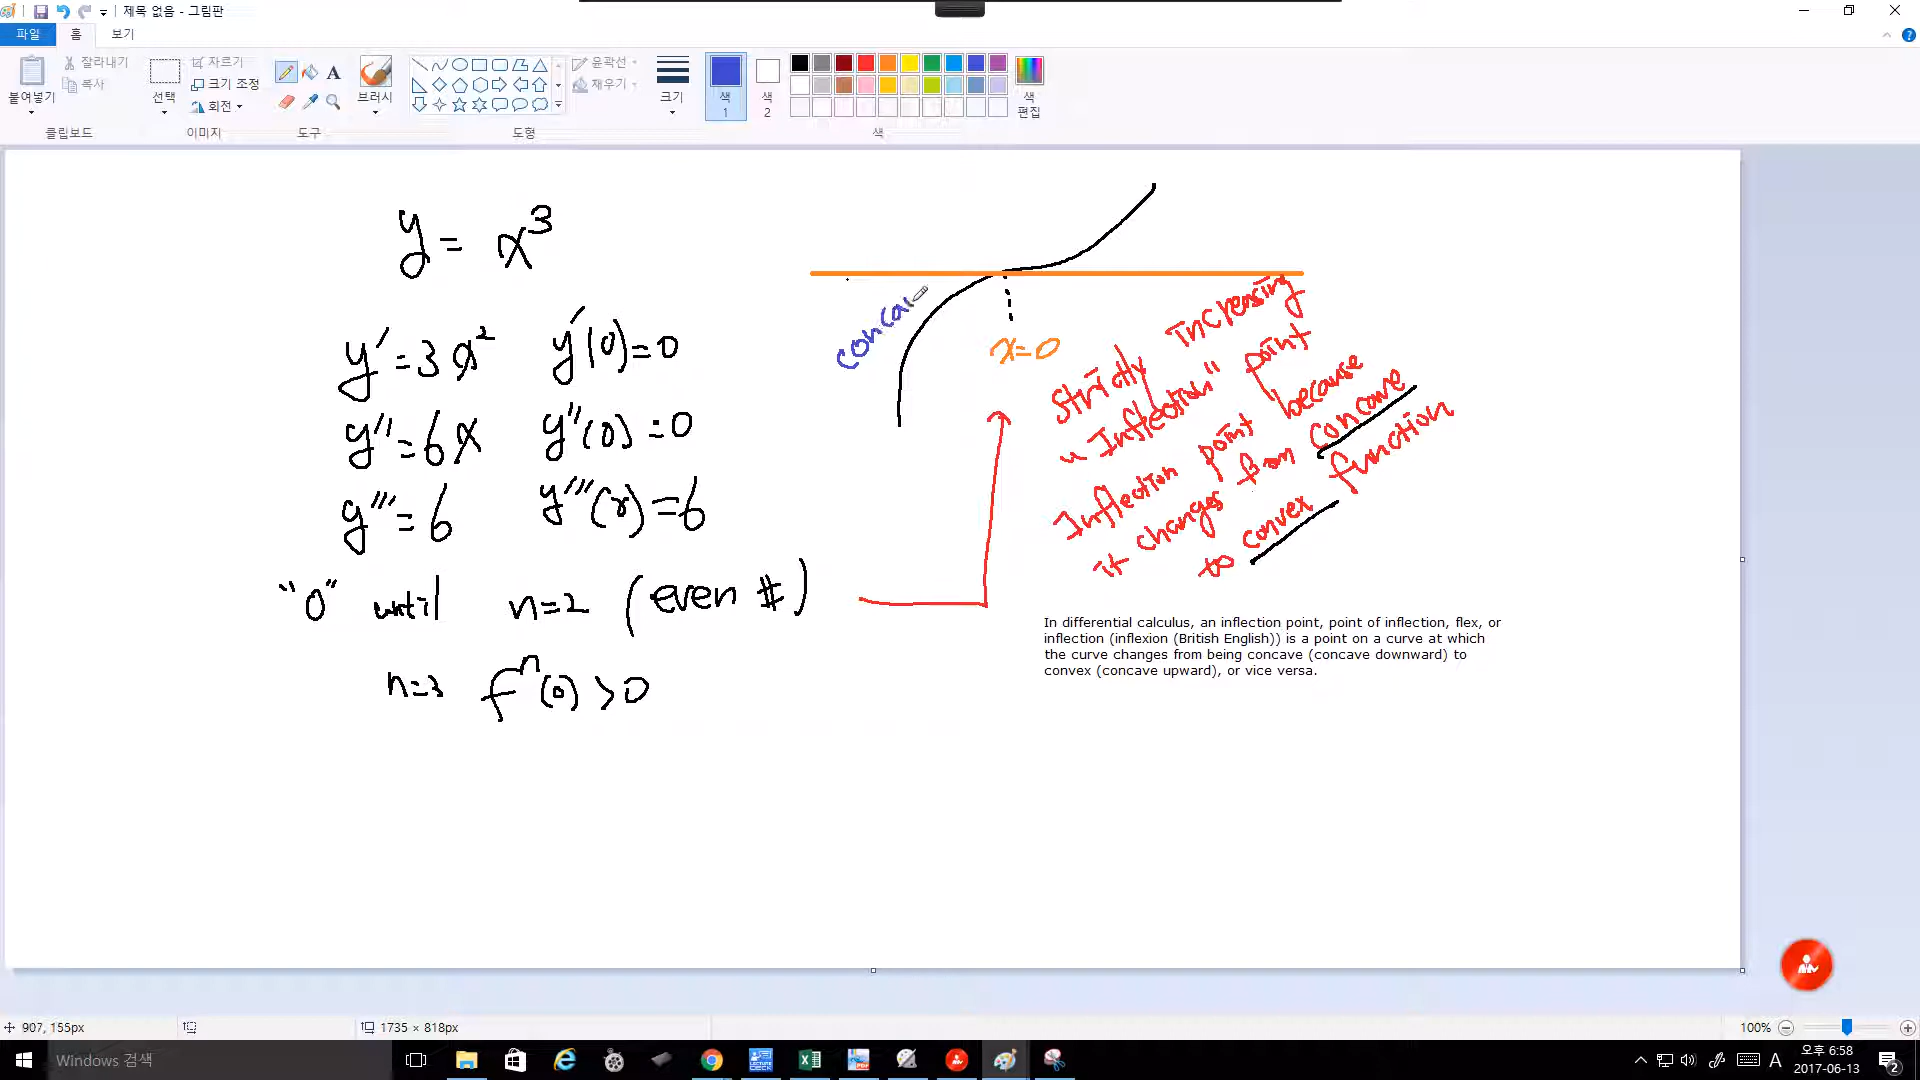 제목 없음 - 그림판
파일 홈 보기
붙여넣기
잘라내기
복사
클립보드
선택
자르기
크기 조정
회전
이미지
도구
브러시
윤곽선
채우기
도형
크기
색
1
색
2
색
편집
색
y = x³
y' = 3x² y'(0)=0
y'' = 6x y''(0)=0
y''' = 6 y'''(x)=6
"0" until n=2 (even #)
n=3 fⁿ(0) > 0
conca
x=0
Strictly increasing
"Inflection" point
Inflection point because
it changes from concave
to convex function
In differential calculus, an inflection point, point of inflection, flex, or
inflection (inflexion (British English)) is a point on a curve at which
the curve changes from being concave (concave downward) to
convex (concave upward), or vice versa.
907, 155px
1735 × 818px
100%
Windows 검색
A
오후 6:58
2017-06-13
2